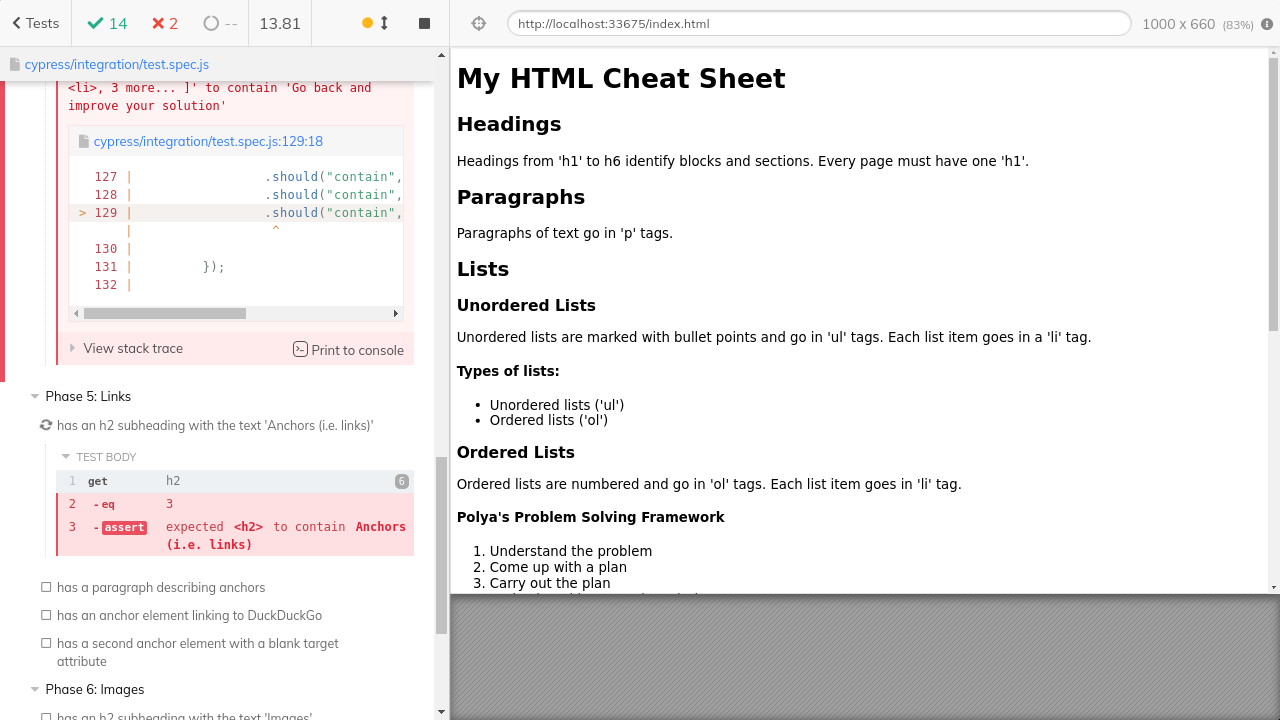 Tests
14
2
--
13.81
http://localhost:33675/index.html
1000 x 660 (83%)
cypress/integration/test.spec.js
<li>, 3 more... ]' to contain 'Go back and
improve your solution'
cypress/integration/test.spec.js:129:18
127 | .should("contain",
128 | .should("contain",
> 129 | .should("contain",
| ^
130 |
131 | });
132 |
View stack trace
Print to console
Phase 5: Links
has an h2 subheading with the text 'Anchors (i.e. links)'
TEST BODY
1 get h2 6
2 -eq 3
3 -assert expected <h2> to contain Anchors
(i.e. links)
has a paragraph describing anchors
has an anchor element linking to DuckDuckGo
has a second anchor element with a blank target
attribute
Phase 6: Images
has an h2 subheading with the text 'Images'
My HTML Cheat Sheet
Headings
Headings from 'h1' to h6 identify blocks and sections. Every page must have one 'h1'.
Paragraphs
Paragraphs of text go in 'p' tags.
Lists
Unordered Lists
Unordered lists are marked with bullet points and go in 'ul' tags. Each list item goes in a 'li' tag.
Types of lists:
• Unordered lists ('ul')
• Ordered lists ('ol')
Ordered Lists
Ordered lists are numbered and go in 'ol' tags. Each list item goes in 'li' tag.
Polya's Problem Solving Framework
1. Understand the problem
2. Come up with a plan
3. Carry out the plan